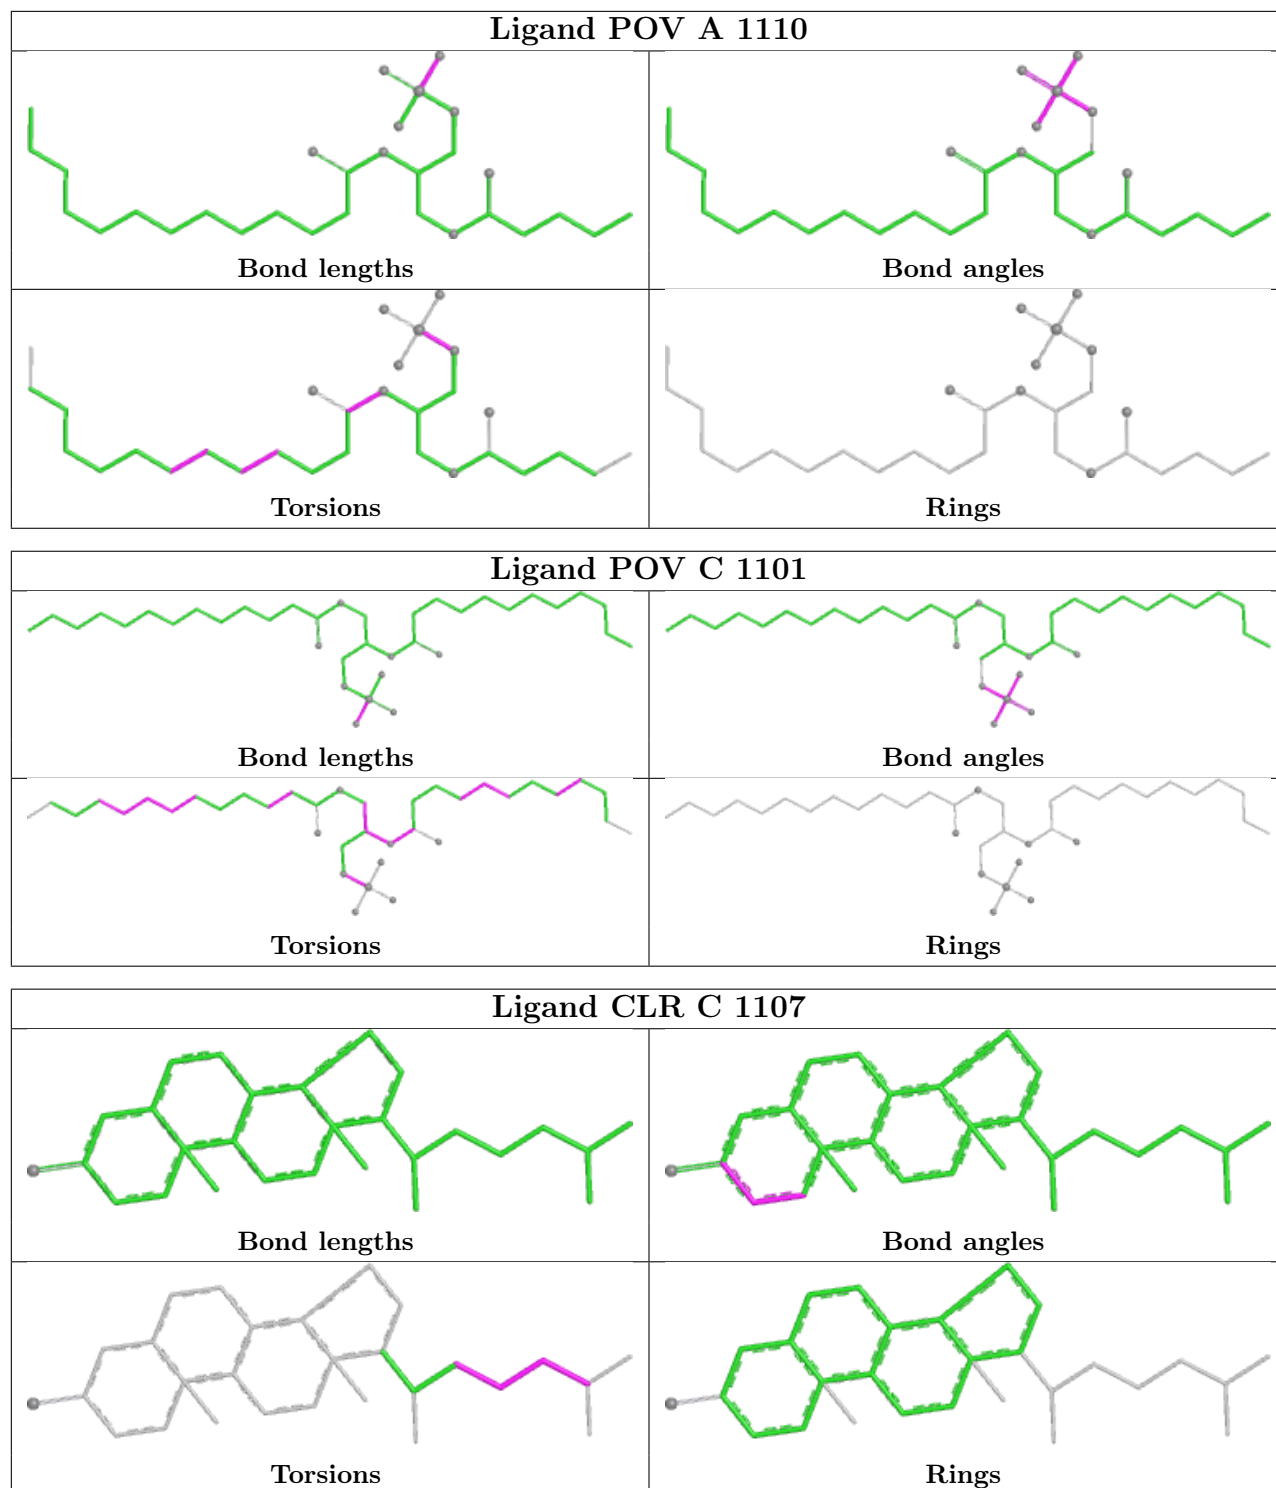 Ligand POV A 1110
Bond lengths
Bond angles
Torsions
Rings
Ligand POV C 1101
Bond lengths
Bond angles
Torsions
Rings
Ligand CLR C 1107
Bond lengths
Bond angles
Torsions
Rings